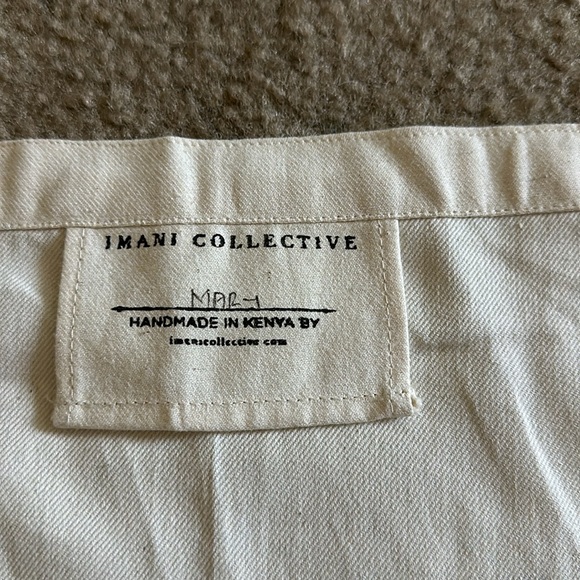 IMANI COLLECTIVE
MARY
HANDMADE IN KENYA BY
imanicollective.com